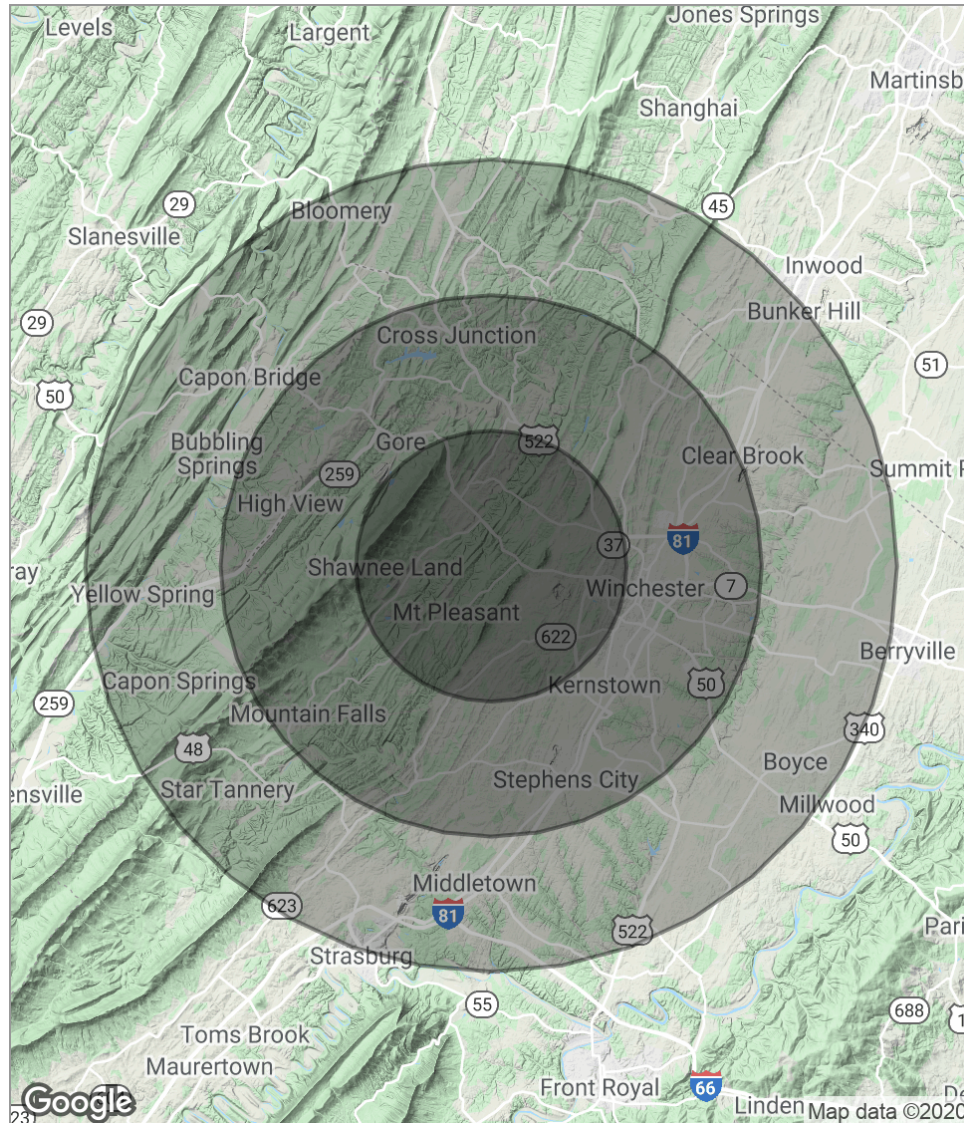 Levels
Largent
Jones Springs
Martinsb
Shanghai
29
45
Bloomery
Slanesville
Inwood
29
Bunker Hill
Cross Junction
51
50
Capon Bridge
Gore
522
Bubbling
Springs
Clear Brook
259
Summit P
High View
37
81
ray
Shawnee Land
Yellow Spring
Winchester
7
Mt Pleasant
622
Berryville
Capon Springs
Kernstown
50
259
Mountain Falls
340
48
Boyce
ensville
Star Tannery
Stephens City
Millwood
50
Middletown
623
81
522
Pari
Strasburg
55
688
1
Toms Brook
Maurertown
Front Royal
66
De
Google
Linden
23
Map data ©2020